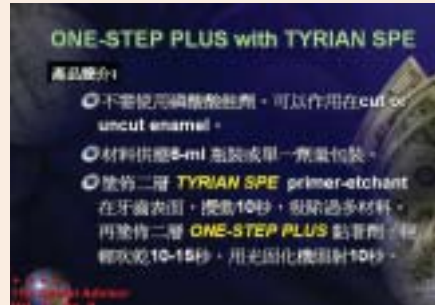 ONE-STEP PLUS with TYRIAN SPE
產品簡介:
不需使用磷酸酸蝕劑，可以作用在cut or
uncut enamel。
材料供應6-ml 瓶裝或單一劑量包裝。
塗佈二層 TYRIAN SPE primer-etchant
在牙齒表面，攪動10秒，移除過多材料。
再塗佈二層 ONE-STEP PLUS 黏著劑，
輕吹乾10-15秒，用光固化機照射10秒。